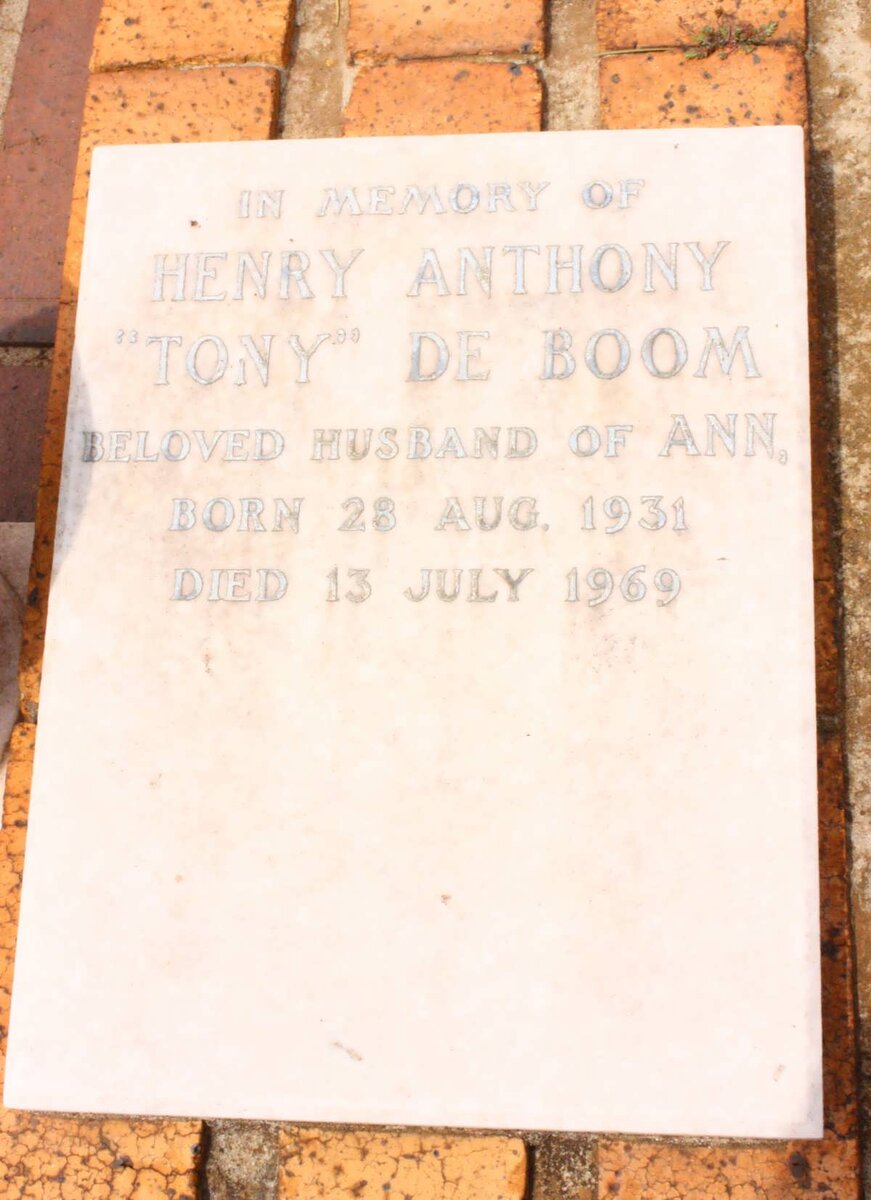 IN MEMORY OF
HENRY ANTHONY
"TONY" DE BOOM
BELOVED HUSBAND OF ANN,
BORN 28 AUG. 1931
DIED 13 JULY 1969